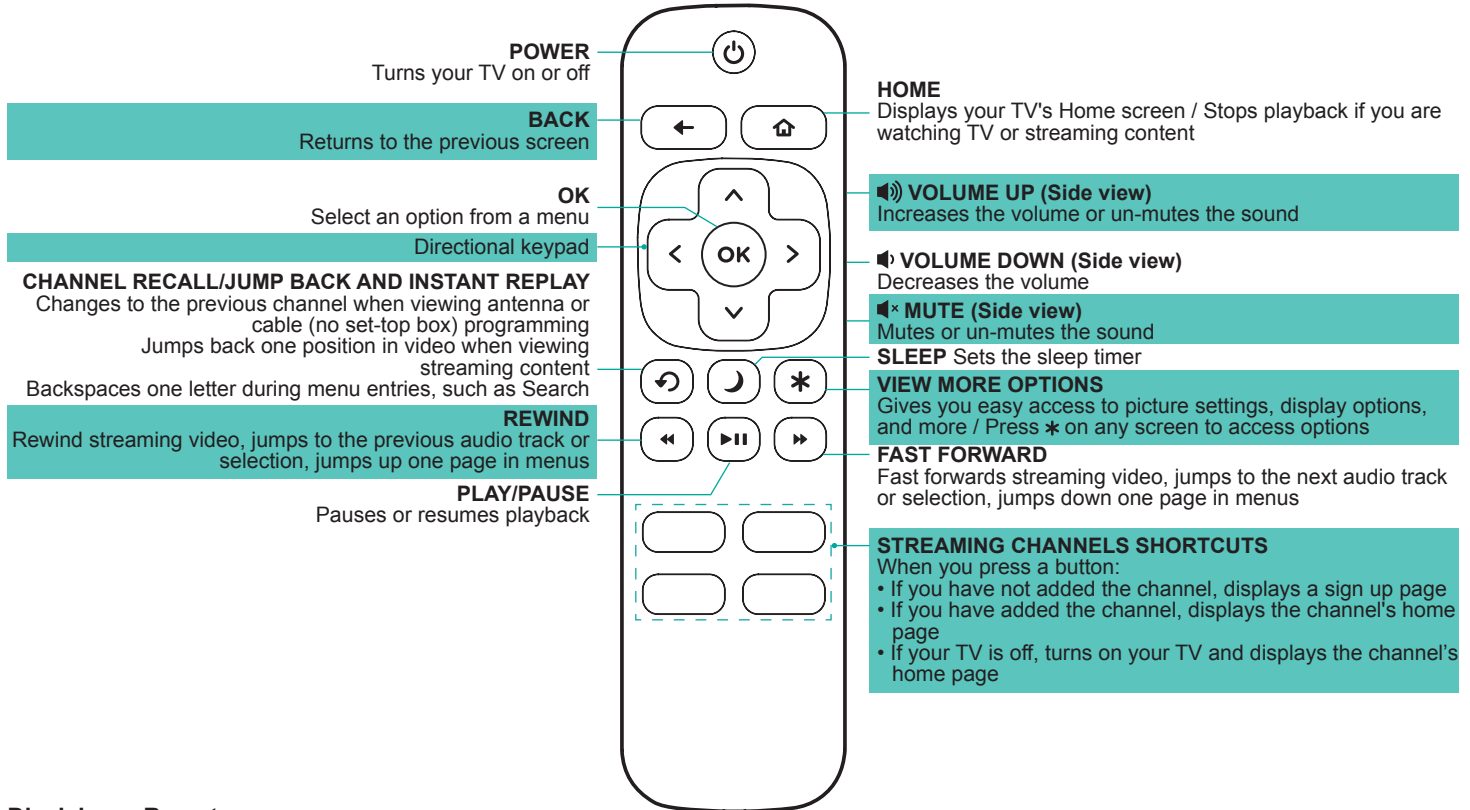 POWER
Turns your TV on or off
BACK
Returns to the previous screen
OK
Select an option from a menu
Directional keypad
CHANNEL RECALL/JUMP BACK AND INSTANT REPLAY
Changes to the previous channel when viewing antenna or
cable (no set-top box) programming
Jumps back one position in video when viewing
streaming content
Backspaces one letter during menu entries, such as Search
REWIND
Rewind streaming video, jumps to the previous audio track or
selection, jumps up one page in menus
PLAY/PAUSE
Pauses or resumes playback
OK
HOME
Displays your TV's Home screen / Stops playback if you are
watching TV or streaming content
VOLUME UP (Side view)
Increases the volume or un-mutes the sound
VOLUME DOWN (Side view)
Decreases the volume
MUTE (Side view)
Mutes or un-mutes the sound
SLEEP Sets the sleep timer
VIEW MORE OPTIONS
Gives you easy access to picture settings, display options,
and more / Press * on any screen to access options
FAST FORWARD
Fast forwards streaming video, jumps to the next audio track
or selection, jumps down one page in menus
STREAMING CHANNELS SHORTCUTS
When you press a button:
• If you have not added the channel, displays a sign up page
• If you have added the channel, displays the channel's home
page
• If your TV is off, turns on your TV and displays the channel’s
home page